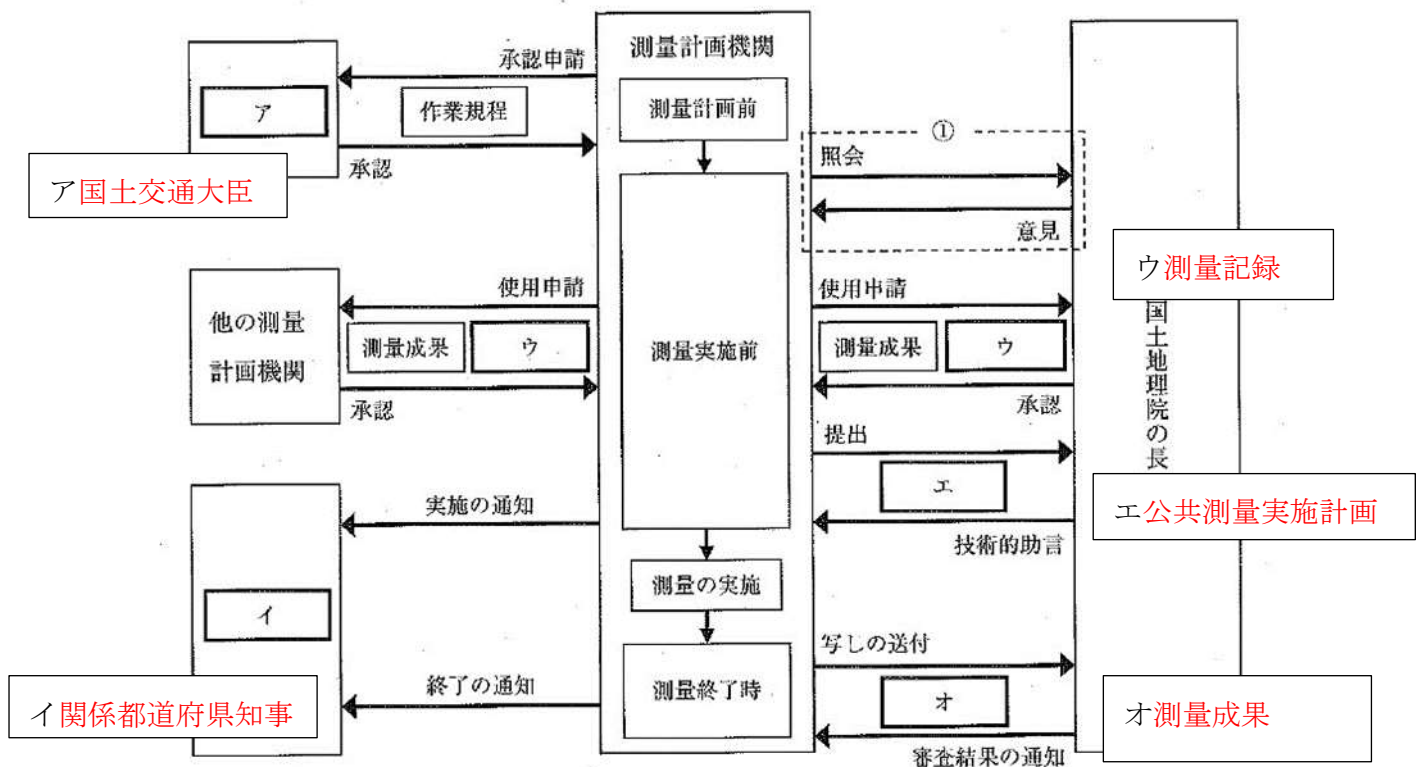 測量計画機関
承認申請
ア
作業規程
承認
ア国土交通大臣
測量計画前
①
照会
意見
使用申請
他の測量
計画機関
測量成果
ウ
承認
測量実施前
使用申請
測量成果
ウ
承認
ウ測量記録
国土地理院の長
提出
エ
技術的助言
エ公共測量実施計画
実施の通知
イ
終了の通知
イ関係都道府県知事
測量の実施
測量終了時
写しの送付
オ
審査結果の通知
オ測量成果